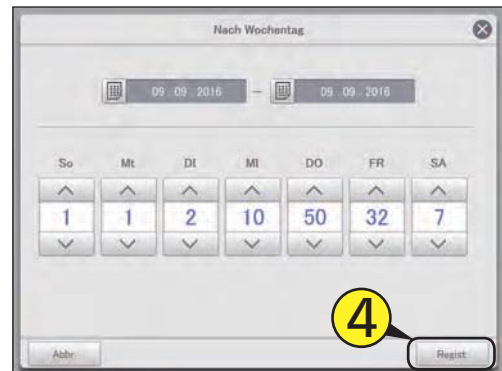 Nach Wochentag
09 . 09 . 2016 – 09 . 09 . 2016
So Mt DI MI DO FR SA
1 1 2 10 50 32 7
4
Abbr Regist